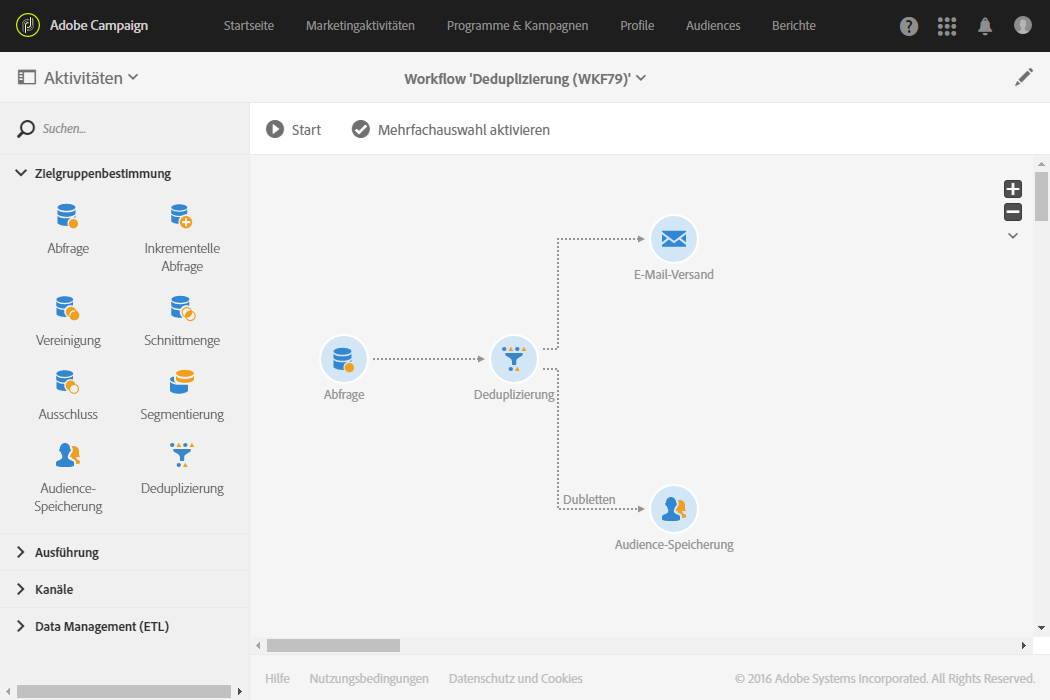 Adobe Campaign
Startseite
Marketingaktivitäten
Programme & Kampagnen
Profile
Audiences
Berichte
Aktivitäten
Workflow 'Deduplizierung (WKF79)'
Suchen...
Start
Mehrfachauswahl aktivieren
Zielgruppenbestimmung
Abfrage
Inkrementelle
Abfrage
Vereinigung
Schnittmenge
Ausschluss
Segmentierung
Audience-
Speicherung
Deduplizierung
Ausführung
Kanäle
Data Management (ETL)
E-Mail-Versand
Abfrage
Deduplizierung
Dubletten
Audience-Speicherung
Hilfe
Nutzungsbedingungen
Datenschutz und Cookies
© 2016 Adobe Systems Incorporated. All Rights Reserved.